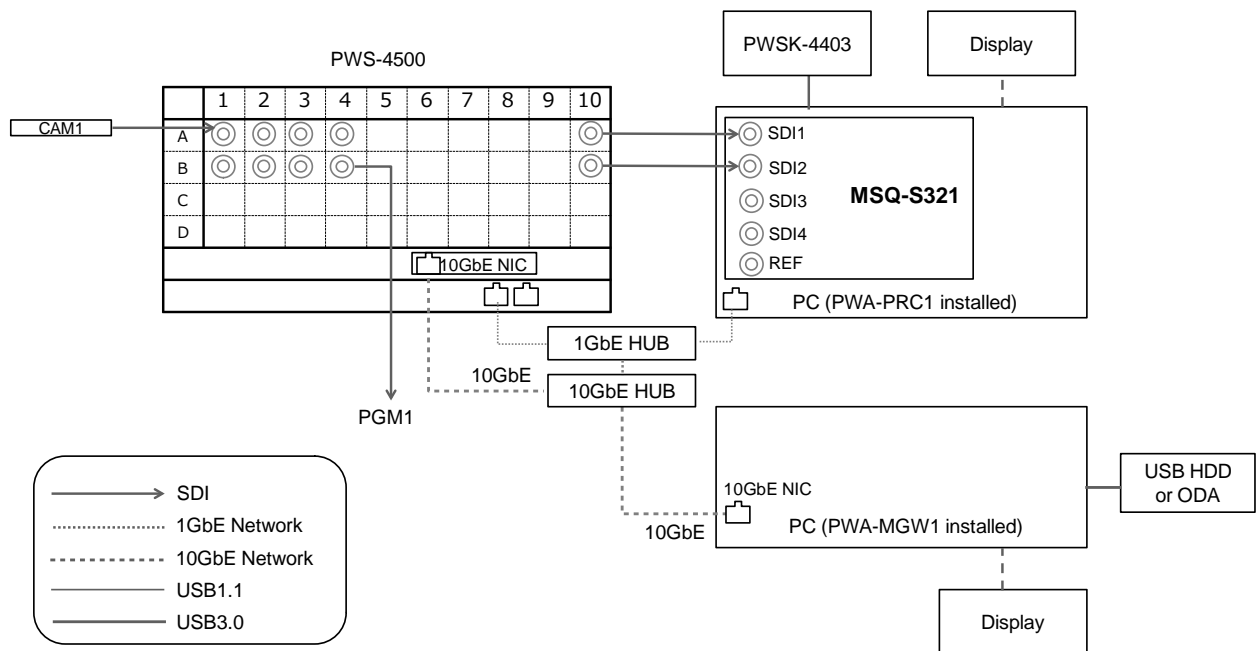 PWS-4500
PWSK-4403
Display
1 2 3 4 5 6 7 8 9 10
CAM1
A
B
C
D
SDI1
SDI2
SDI3
SDI4
REF
MSQ-S321
10GbE NIC
PC (PWA-PRC1 installed)
1GbE HUB
10GbE
10GbE HUB
PGM1
SDI
1GbE Network
10GbE Network
USB1.1
USB3.0
10GbE NIC
10GbE
PC (PWA-MGW1 installed)
USB HDD
or ODA
Display